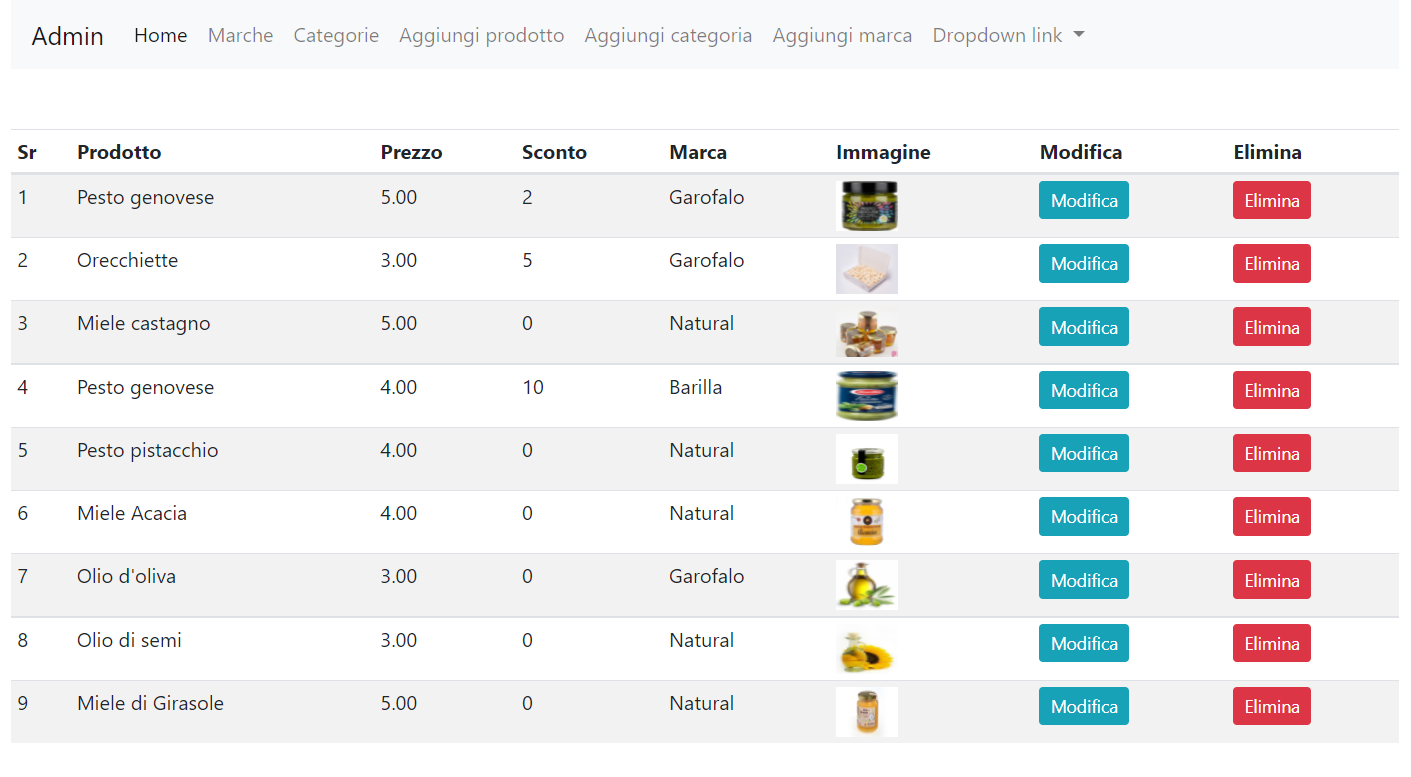 Admin Home Marche Categorie Aggiungi prodotto Aggiungi categoria Aggiungi marca Dropdown link
Sr Prodotto Prezzo Sconto Marca Immagine Modifica Elimina
1 Pesto genovese 5.00 2 Garofalo Modifica Elimina
2 Orecchiette 3.00 5 Garofalo Modifica Elimina
3 Miele castagno 5.00 0 Natural Modifica Elimina
4 Pesto genovese 4.00 10 Barilla Modifica Elimina
5 Pesto pistacchio 4.00 0 Natural Modifica Elimina
6 Miele Acacia 4.00 0 Natural Modifica Elimina
7 Olio d'oliva 3.00 0 Garofalo Modifica Elimina
8 Olio di semi 3.00 0 Natural Modifica Elimina
9 Miele di Girasole 5.00 0 Natural Modifica Elimina